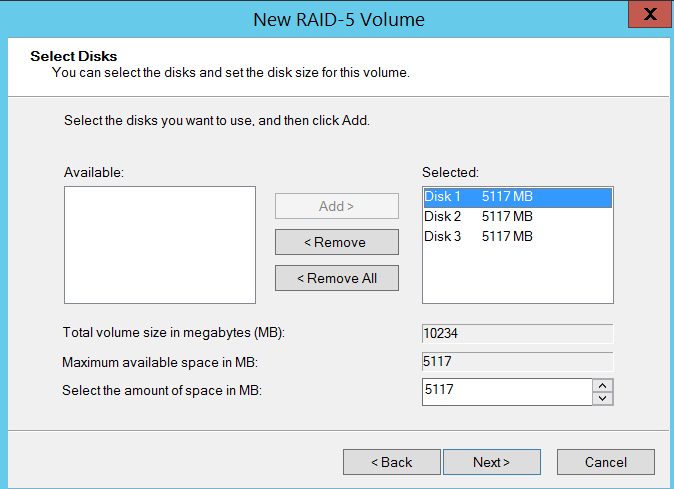 New RAID-5 Volume
X
Select Disks
You can select the disks and set the disk size for this volume.
Select the disks you want to use, and then click Add.
Available:
Selected:
Add >
< Remove
< Remove All
Disk 1 5117 MB
Disk 2 5117 MB
Disk 3 5117 MB
Total volume size in megabytes (MB): 10234
Maximum available space in MB: 5117
Select the amount of space in MB: 5117
< Back Next > Cancel